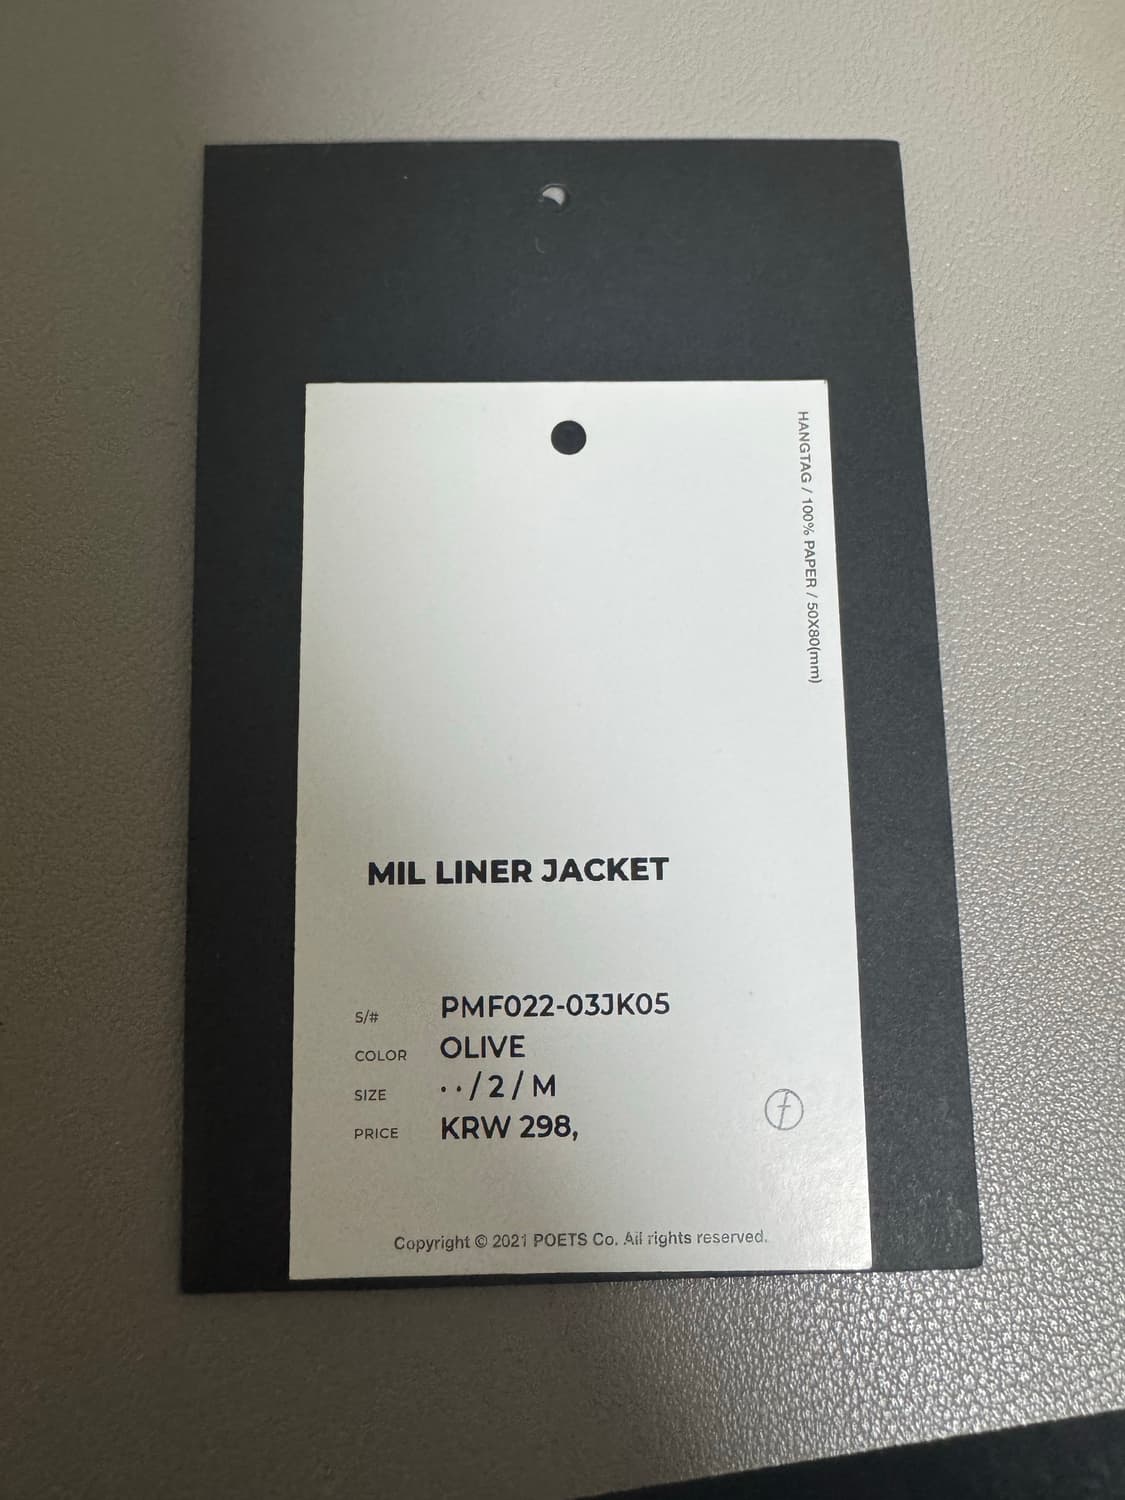 HANGTAG / 100% PAPER / 50X80(mm)
MIL LINER JACKET
S/# PMF022-03JK05
COLOR OLIVE
SIZE · · / 2 / M
PRICE KRW 298,
Copyright © 2021 POETS Co. All rights reserved.